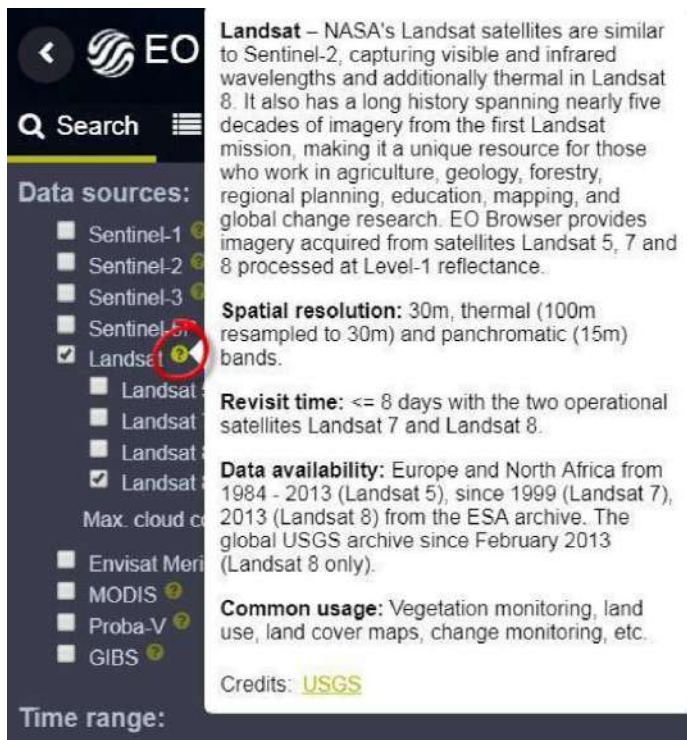 EO
Search
Data sources:
Sentinel-1
Sentinel-2
Sentinel-3
Sentinel-5P
Landsat
Landsat
Landsat
Landsat
Landsat
Max. cloud
Envisat Meri
MODIS
Proba-V
GIBS
Time range:
Landsat – NASA's Landsat satellites are similar
to Sentinel-2, capturing visible and infrared
wavelengths and additionally thermal in Landsat
8. It also has a long history spanning nearly five
decades of imagery from the first Landsat
mission, making it a unique resource for those
who work in agriculture, geology, forestry,
regional planning, education, mapping, and
global change research. EO Browser provides
imagery acquired from satellites Landsat 5, 7 and
8 processed at Level-1 reflectance.
Spatial resolution: 30m, thermal (100m
resampled to 30m) and panchromatic (15m)
bands.
Revisit time: <= 8 days with the two operational
satellites Landsat 7 and Landsat 8.
Data availability: Europe and North Africa from
1984 - 2013 (Landsat 5), since 1999 (Landsat 7),
2013 (Landsat 8) from the ESA archive. The
global USGS archive since February 2013
(Landsat 8 only).
Common usage: Vegetation monitoring, land
use, land cover maps, change monitoring, etc.
Credits: USGS